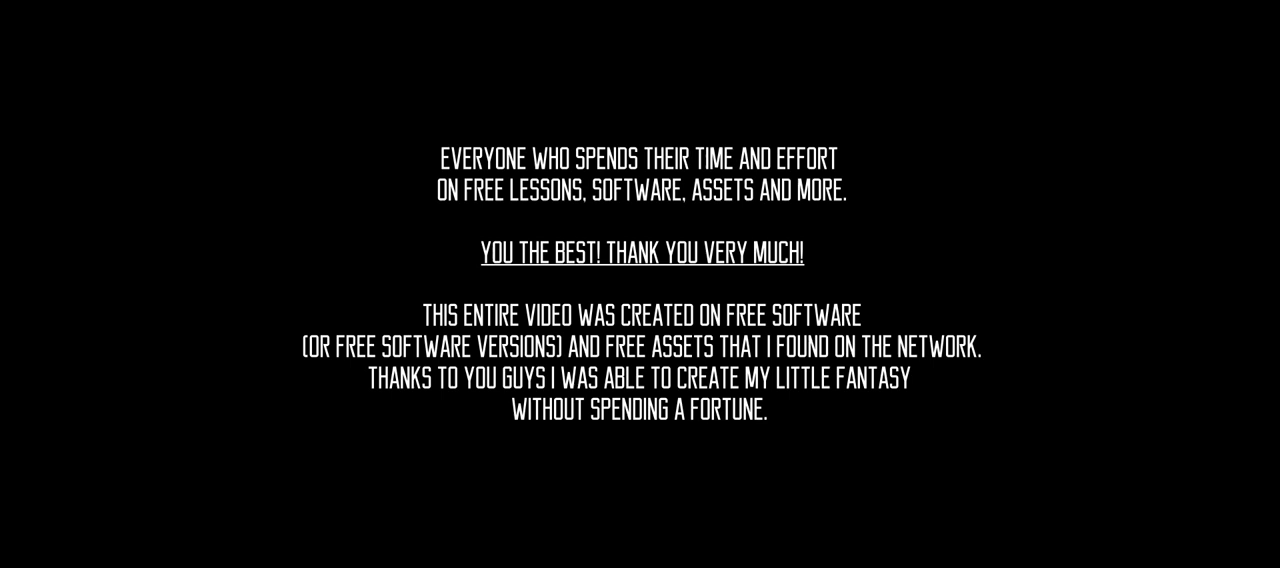 EVERYONE WHO SPENDS THEIR TIME AND EFFORT
ON FREE LESSONS, SOFTWARE, ASSETS AND MORE.
YOU THE BEST! THANK YOU VERY MUCH!
THIS ENTIRE VIDEO WAS CREATED ON FREE SOFTWARE
(OR FREE SOFTWARE VERSIONS) AND FREE ASSETS THAT I FOUND ON THE NETWORK.
THANKS TO YOU GUYS I WAS ABLE TO CREATE MY LITTLE FANTASY
WITHOUT SPENDING A FORTUNE.